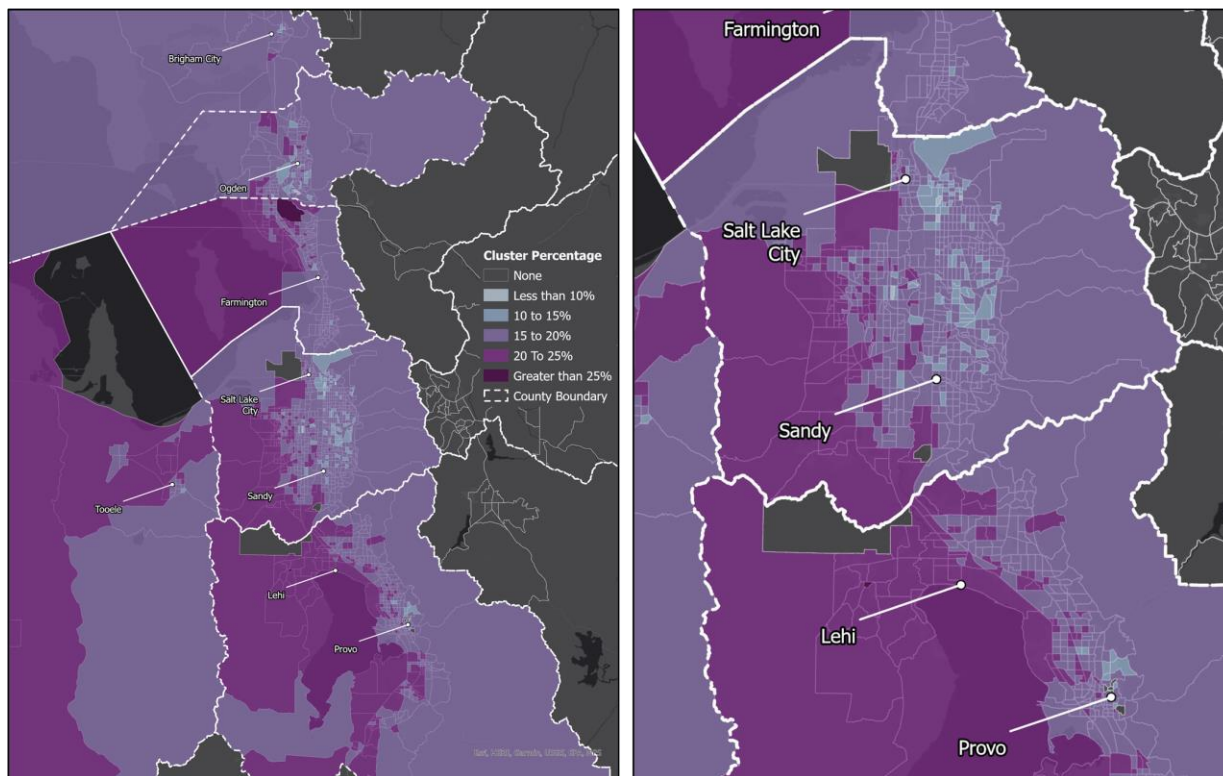 Brigham City
Ogden
Cluster Percentage
None
Less than 10%
10 to 15%
15 to 20%
20 To 25%
Greater than 25%
County Boundary
Farmington
Salt Lake
City
Sandy
Tooele
Lehi
Provo
Farmington
Salt Lake
City
Sandy
Lehi
Provo